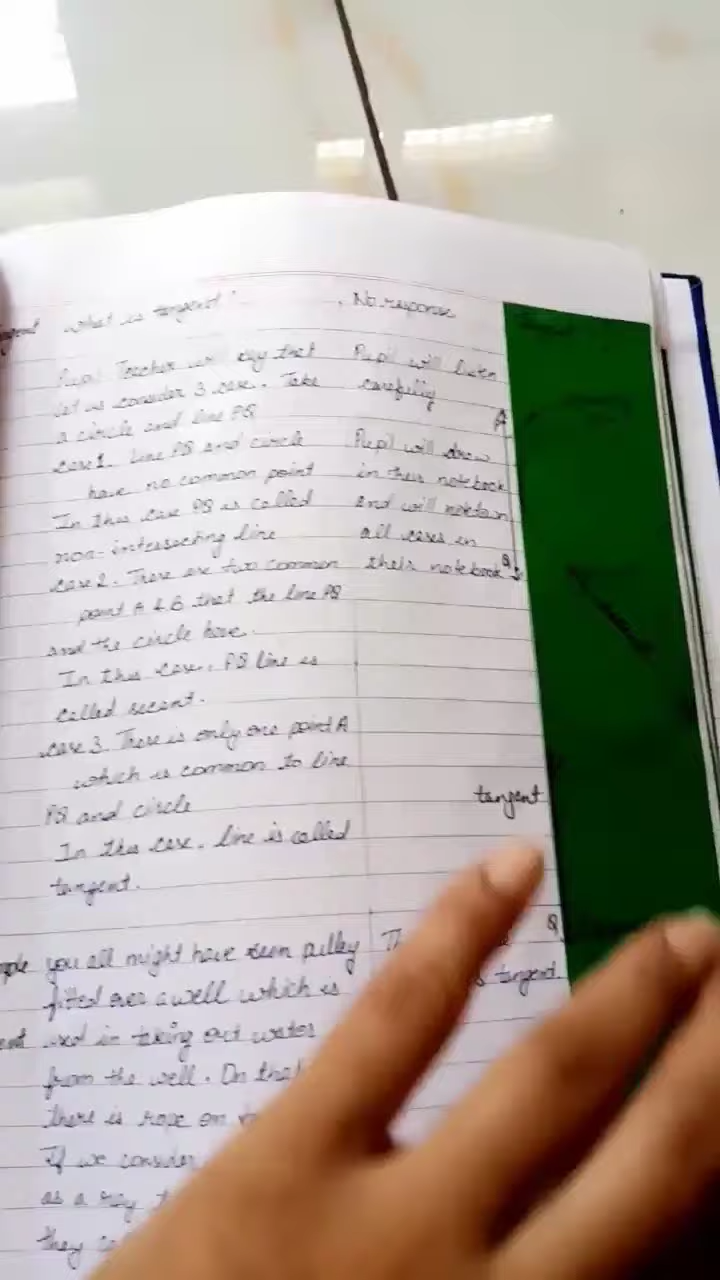 what is tangent? No response
Pupil Teacher will say that
let us consider 3 case. Take
a circle and line PQ
case 1. Line PQ and circle
have no common point
In this case PQ is called
non-intersecting line
case 2. There are two common
point A & B that the line PQ
and the circle have.
In this case, PQ line is
called secant.
case 3. There is only one point A
which is common to line
PQ and circle
In this case, line is called
tangent.
Pupil will listen
carefully
Pupil will draw
in their notebook
and will
all cases in
their notebook
tangent
you all might have seen pulley
fitted over a well which is
used in taking out water
from the well. On that
there is rope on
If we consider
as a ray
they
Q
tangent.